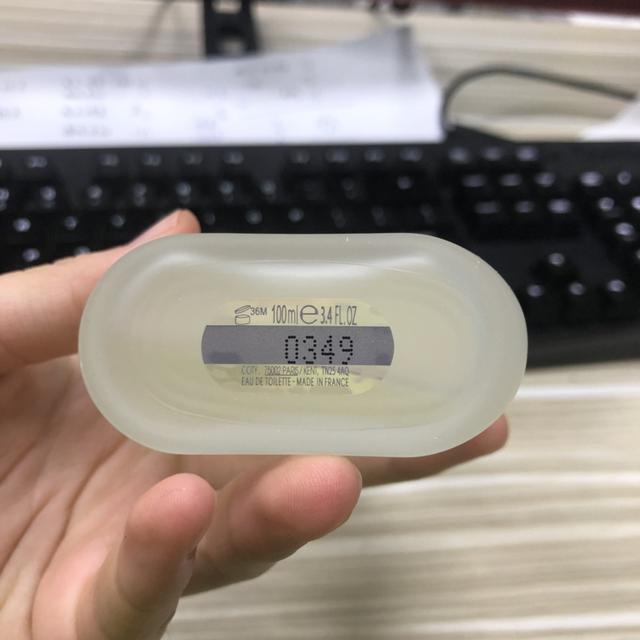 36M 100ml ℮ 3.4 FL.OZ
0349
COTY, 75002 PARIS/KENT, TN25 4AQ
EAU DE TOILETTE - MADE IN FRANCE